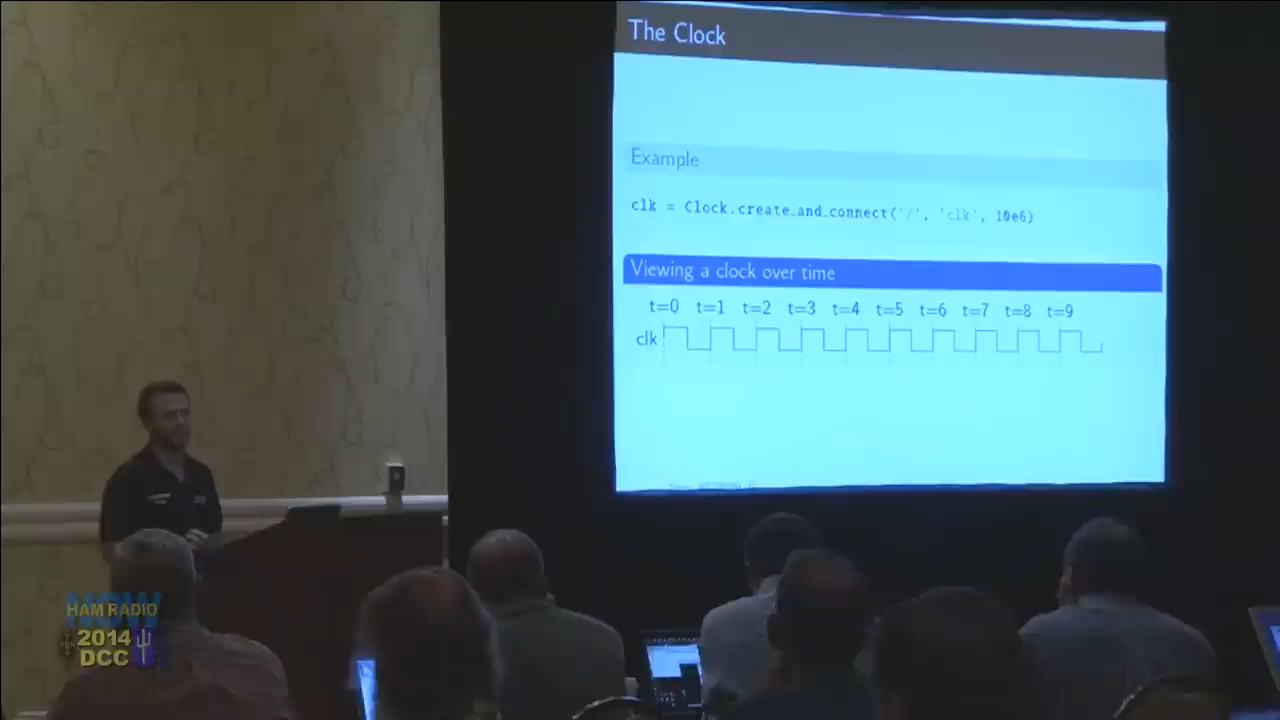 The Clock
Example
clk = Clock.create_and_connect('/', 'clk', 10e6)
Viewing a clock over time
t=0 t=1 t=2 t=3 t=4 t=5 t=6 t=7 t=8 t=9
clk
NOW
HAM RADIO
2014
DCC